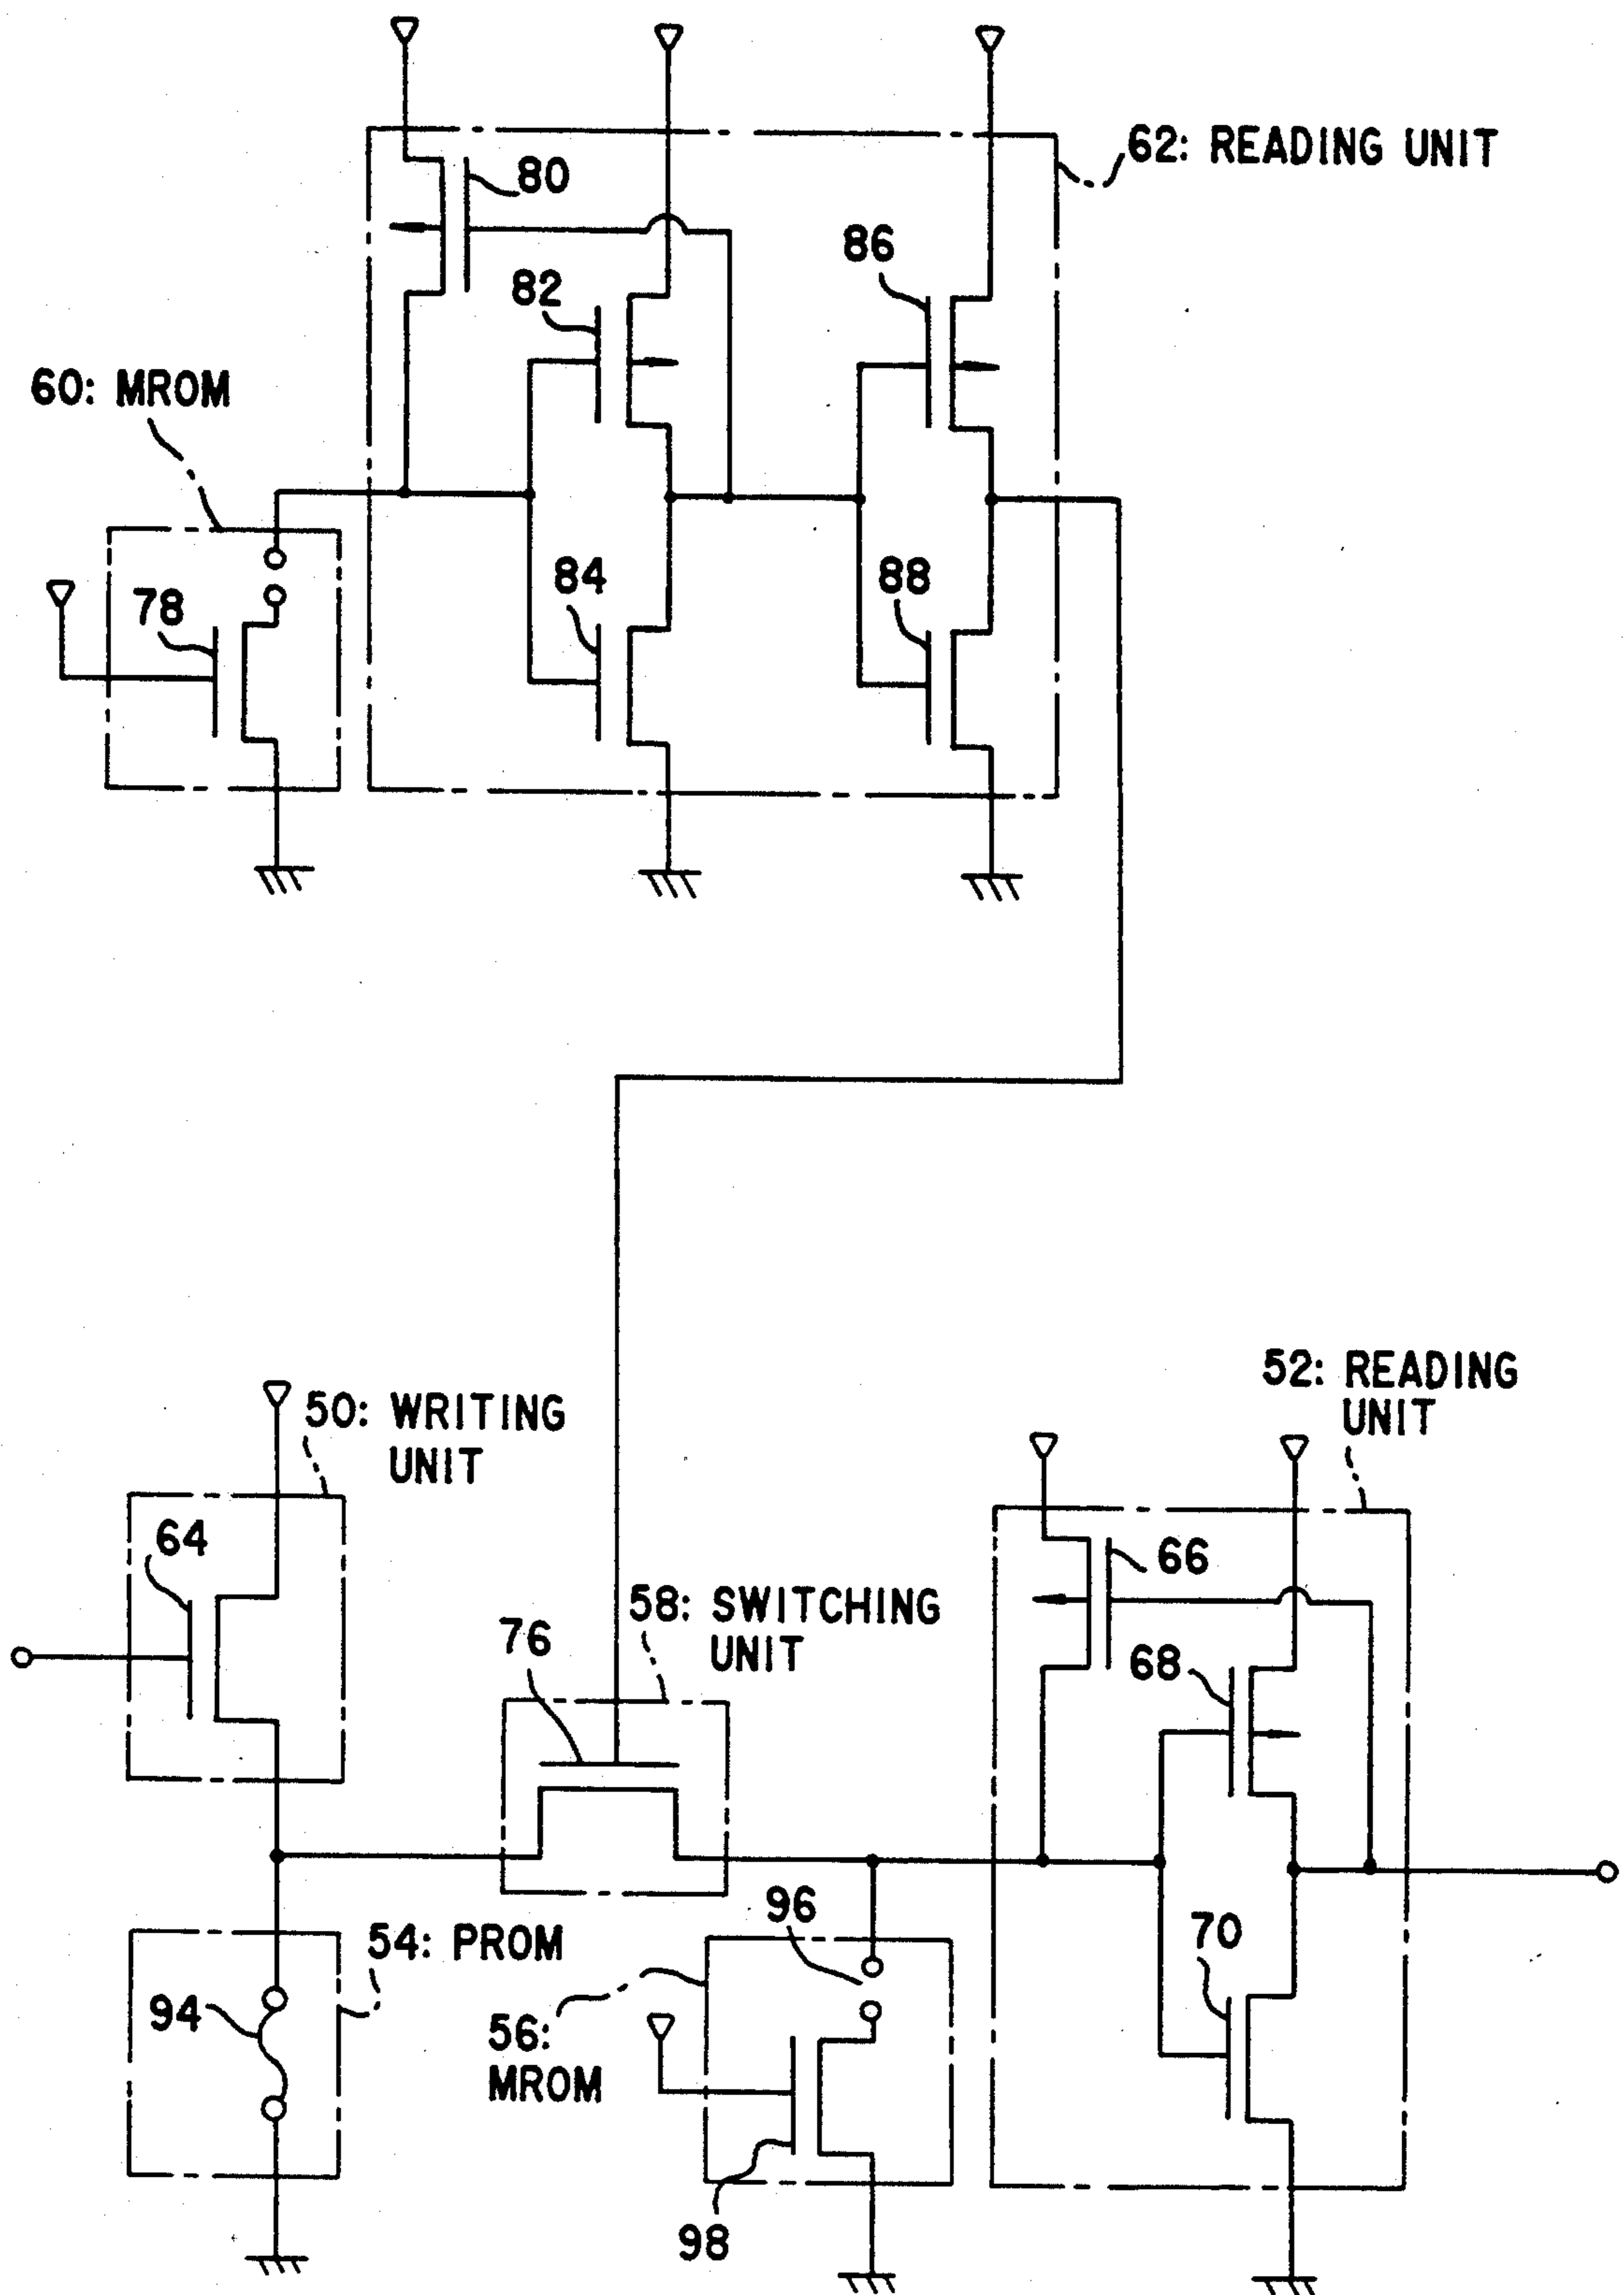 62: READING UNIT
80
86
82
60: MROM
84
88
78
52: READING
UNIT
50: WRITING
UNIT
64
66
58: SWITCHING
UNIT
76
68
96
54: PROM
70
94
56:
MROM
98